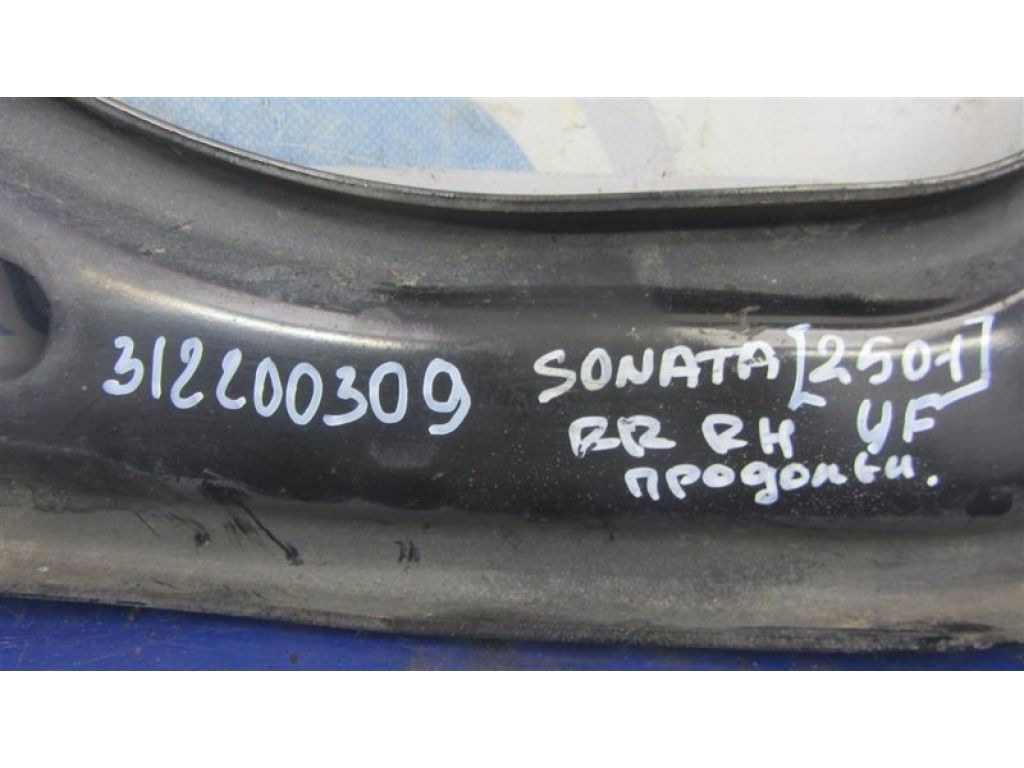 312200309
SONATA [2501]
RR RH YF
продольн.